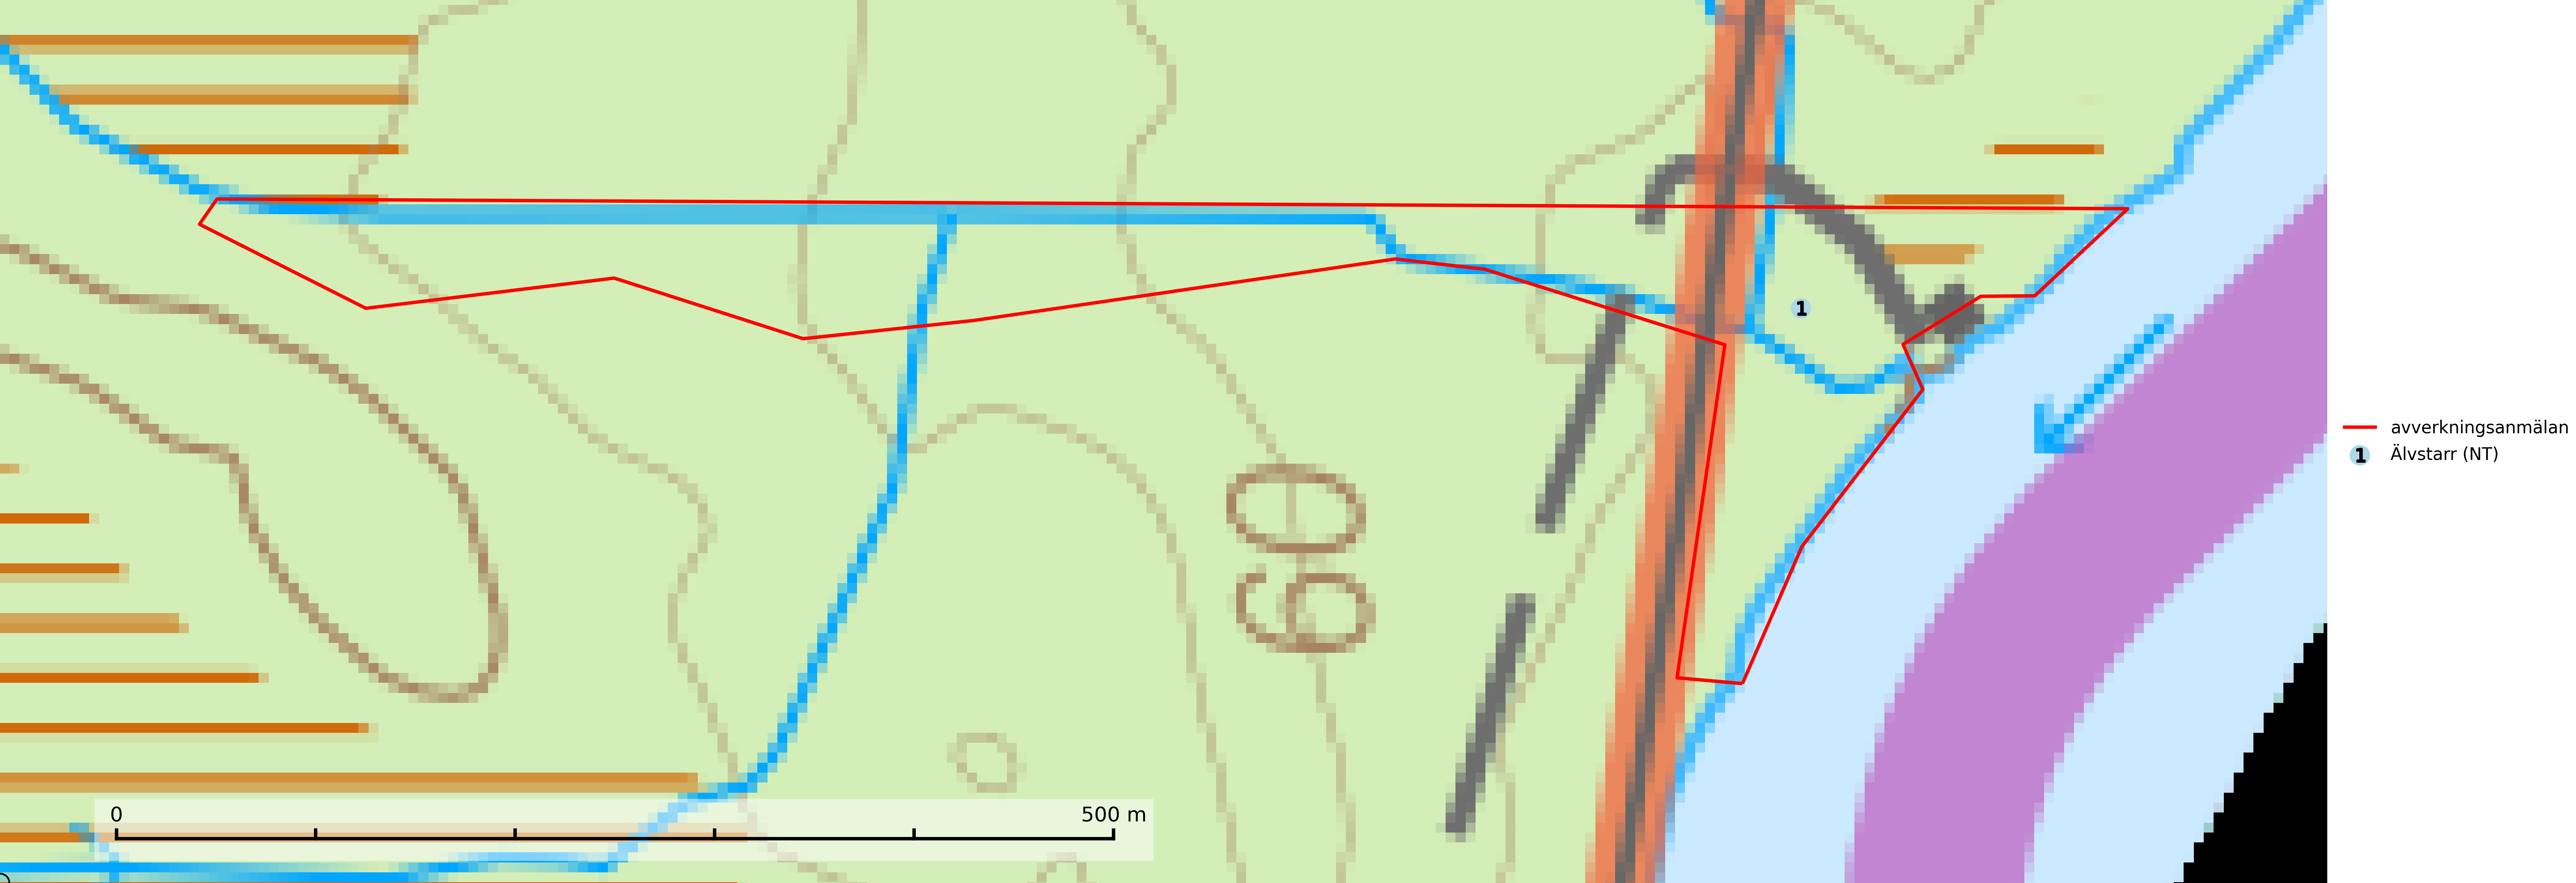 1
60
0 500 m
avverkningsanmälan
1 Älvstarr (NT)